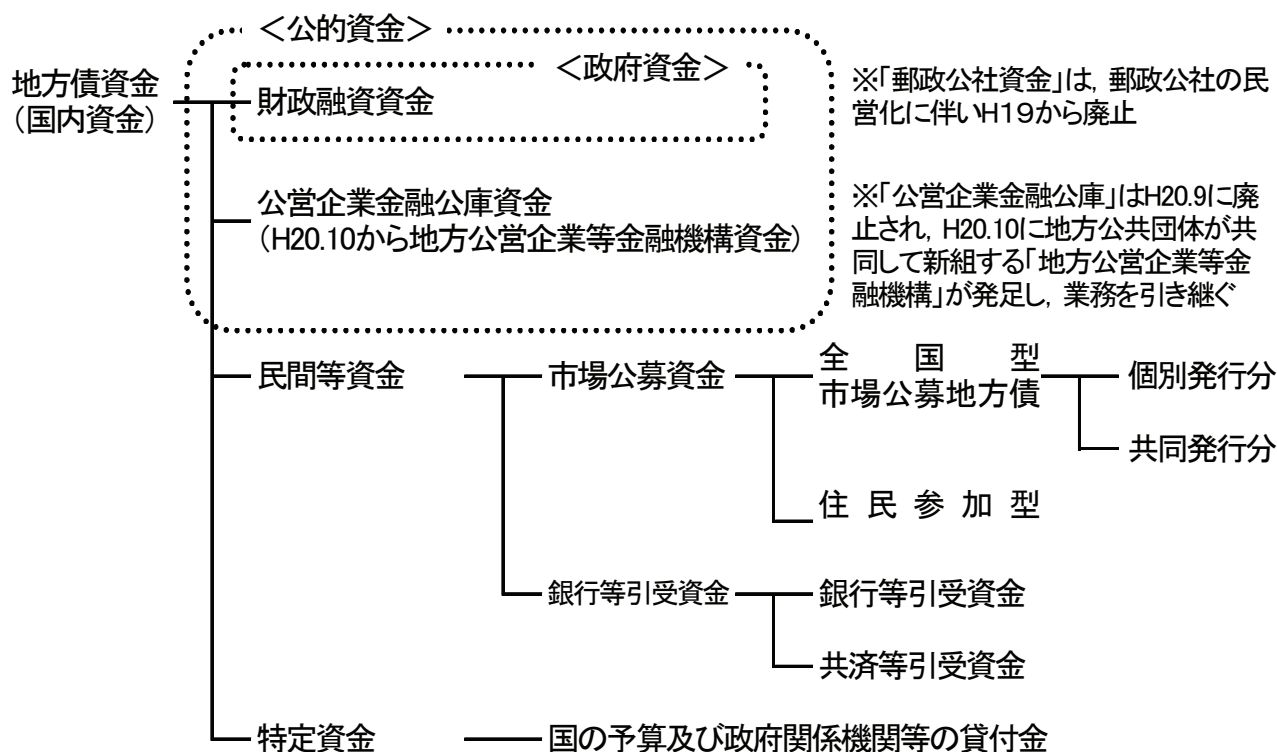 ＜公的資金＞
＜政府資金＞
地方債資金
（国内資金）
財政融資資金
※「郵政公社資金」は，郵政公社の民
営化に伴いH19から廃止
公営企業金融公庫資金
（H20.10から地方公営企業等金融機構資金）
※「公営企業金融公庫」はH20.9に廃
止され，H20.10に地方公共団体が共
同して新組する「地方公営企業等金
融機構」が発足し，業務を引き継ぐ
民間等資金
市場公募資金
全国型
市場公募地方債
個別発行分
共同発行分
住民参加型
銀行等引受資金
銀行等引受資金
共済等引受資金
特定資金
国の予算及び政府関係機関等の貸付金